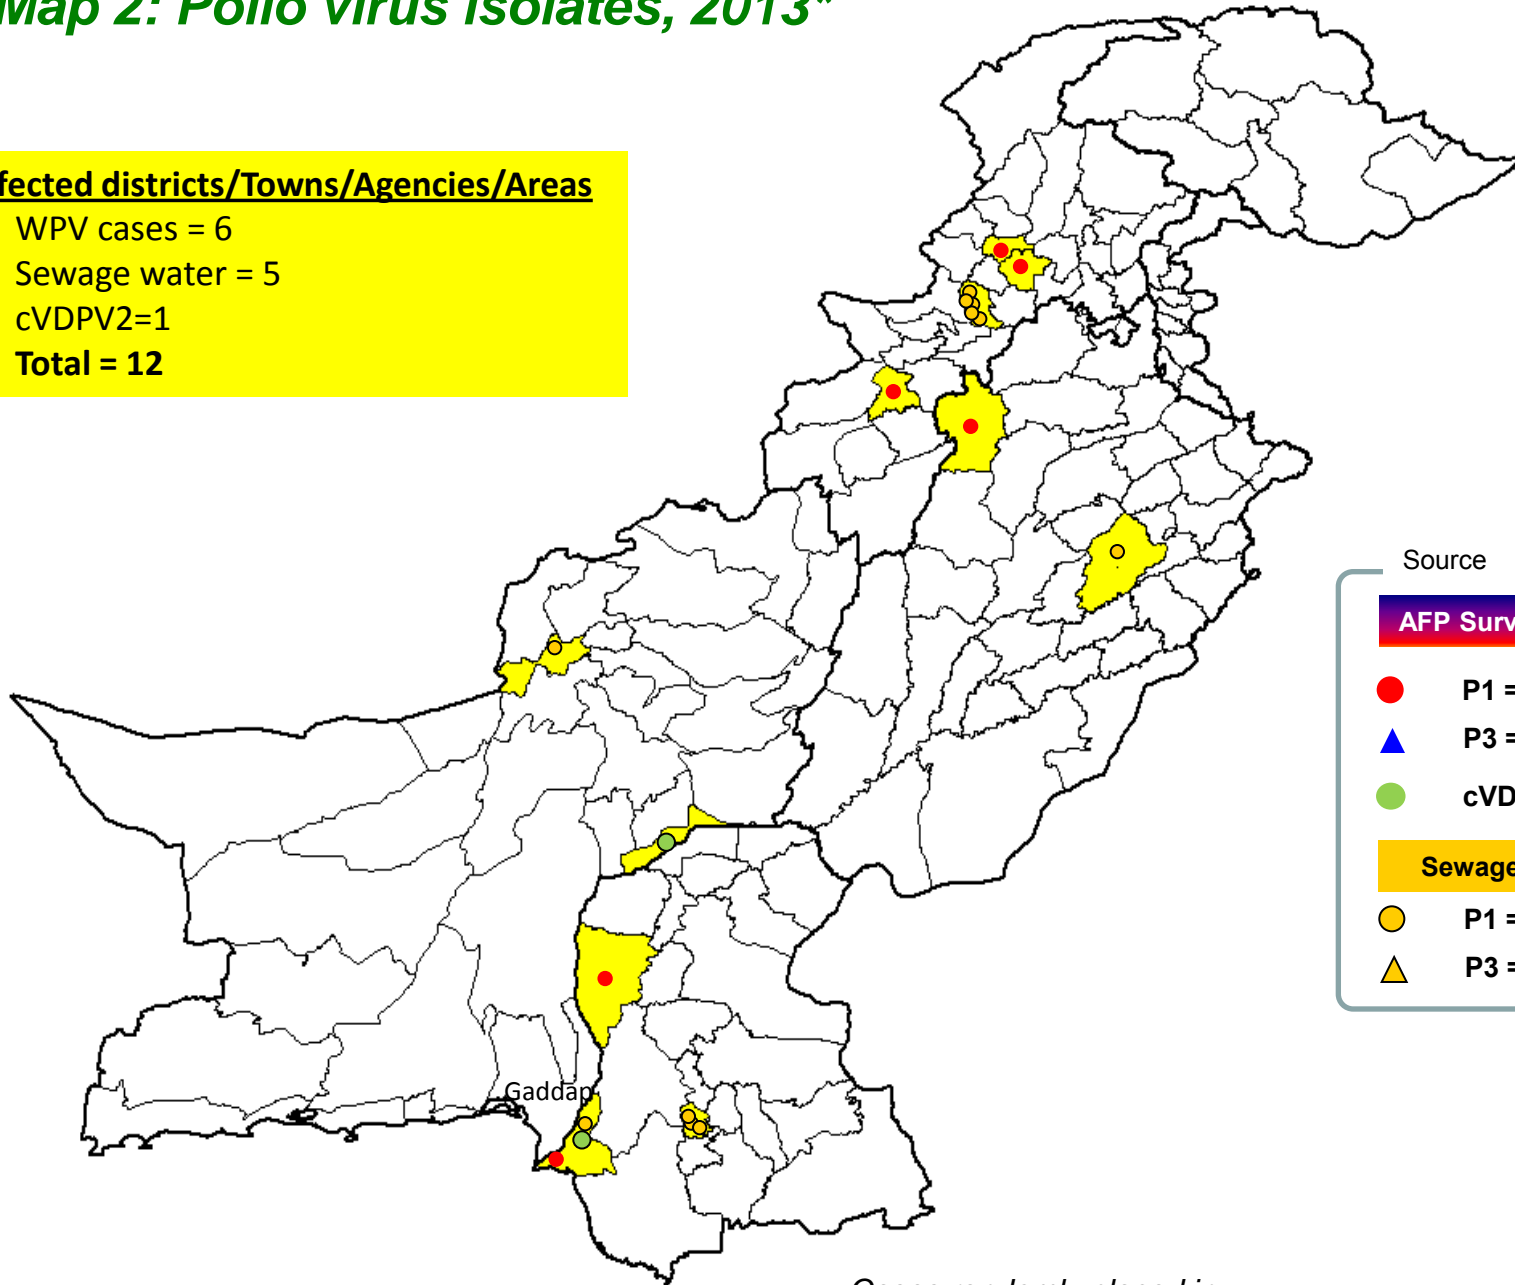 Map 2: Polio virus isolates, 2013*
fected districts/Towns/Agencies/Areas
WPV cases = 6
Sewage water = 5
cVDPV2=1
Total = 12
Source
AFP Surv
P1 =
P3 =
cVD
Sewage
P1 =
P3 =
Gaddap